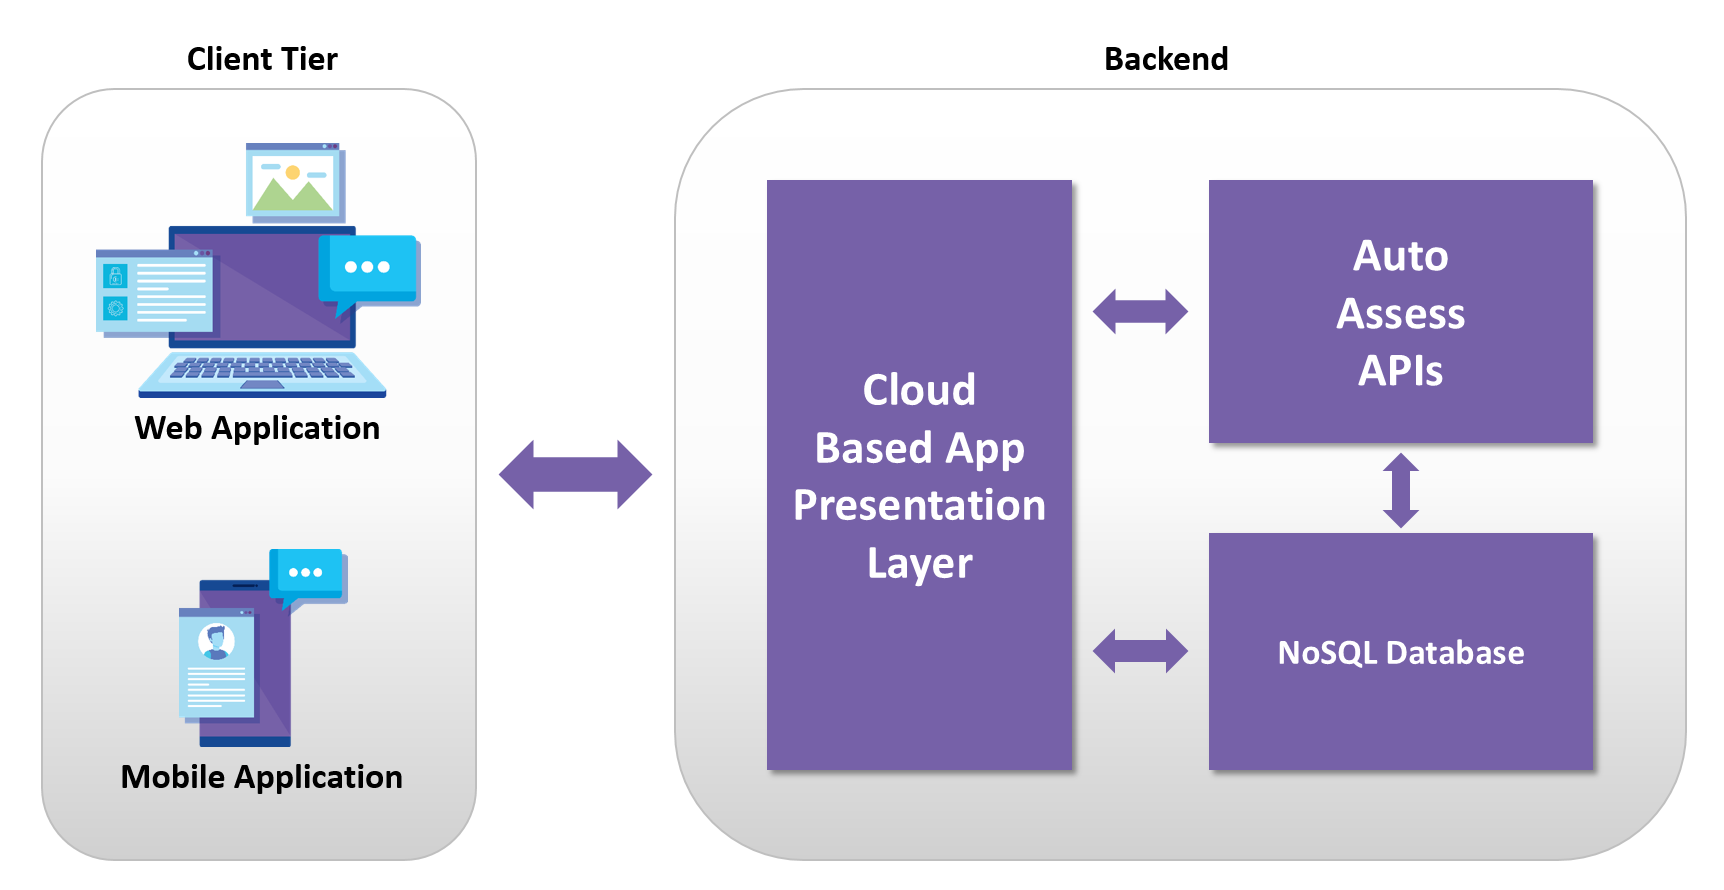 Client Tier
Web Application
Mobile Application
Backend
Cloud
Based App
Presentation
Layer
Auto
Assess
APIs
NoSQL Database